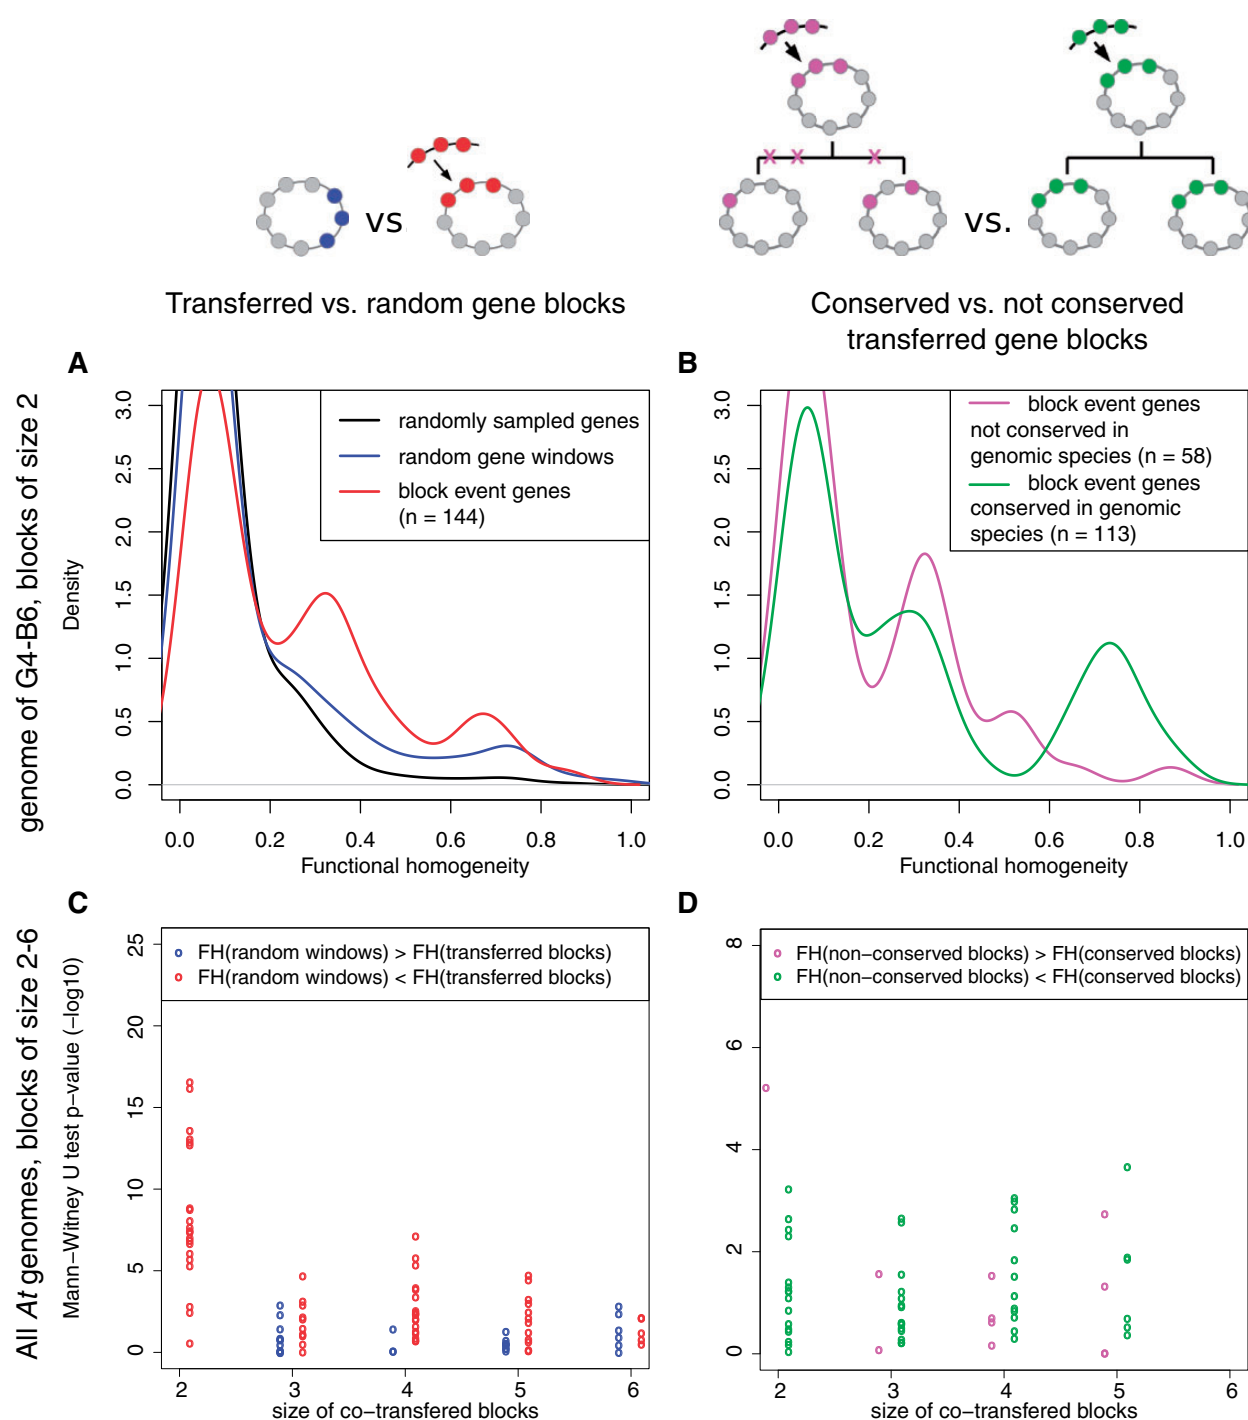 vs
vs.
Transferred vs. random gene blocks
Conserved vs. not conserved
transferred gene blocks
genome of G4-B6, blocks of size 2
A
Density
3.0
2.5
2.0
1.5
1.0
0.5
0.0
randomly sampled genes
random gene windows
block event genes
(n = 144)
0.0 0.2 0.4 0.6 0.8 1.0
Functional homogeneity
B
3.0
2.5
2.0
1.5
1.0
0.5
0.0
block event genes
not conserved in
genomic species (n = 58)
block event genes
conserved in genomic
species (n = 113)
0.0 0.2 0.4 0.6 0.8 1.0
Functional homogeneity
All At genomes, blocks of size 2-6
C
Mann−Witney U test p−value (−log10)
25
20
15
10
5
0
FH(random windows) > FH(transferred blocks)
FH(random windows) < FH(transferred blocks)
2 3 4 5 6
size of co−transfered blocks
D
8
6
4
2
0
FH(non−conserved blocks) > FH(conserved blocks)
FH(non−conserved blocks) < FH(conserved blocks)
2 3 4 5 6
size of co−transfered blocks